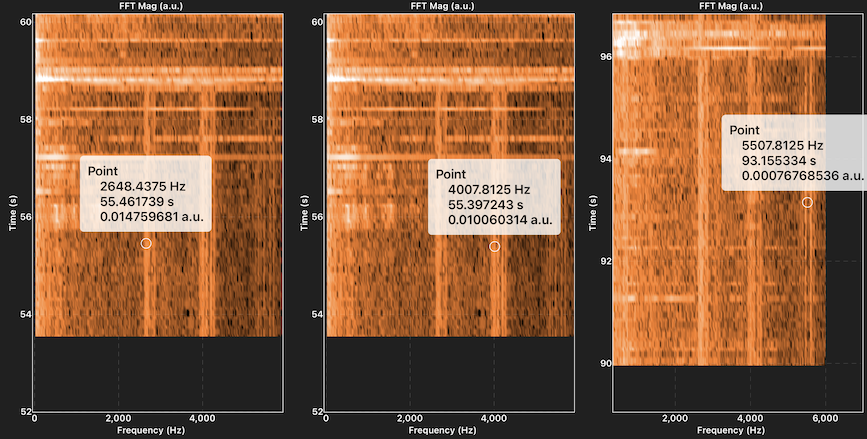 FFT Mag (a.u.)
60
58
56
54
52
0
2,000
4,000
Time (s)
Frequency (Hz)
Point
2648.4375 Hz
55.461739 s
0.014759681 a.u.
FFT Mag (a.u.)
60
58
56
54
52
0
2,000
4,000
Time (s)
Frequency (Hz)
Point
4007.8125 Hz
55.397243 s
0.010060314 a.u.
FFT Mag (a.u.)
96
94
92
90
2,000
4,000
6,000
Time (s)
Frequency (Hz)
Point
5507.8125 Hz
93.155334 s
0.00076768536 a.u.